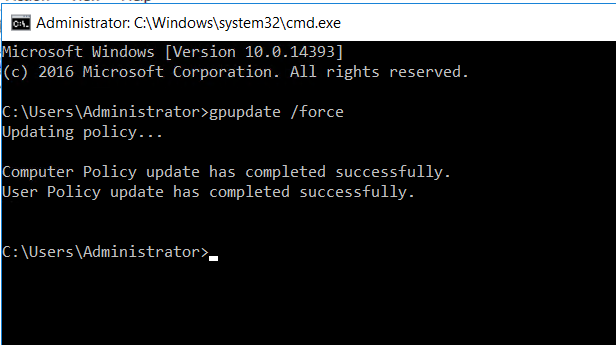 Administrator: C:\Windows\system32\cmd.exe
Microsoft Windows [Version 10.0.14393]
(c) 2016 Microsoft Corporation. All rights reserved.
C:\Users\Administrator>gpupdate /force
Updating policy...
Computer Policy update has completed successfully.
User Policy update has completed successfully.
C:\Users\Administrator>